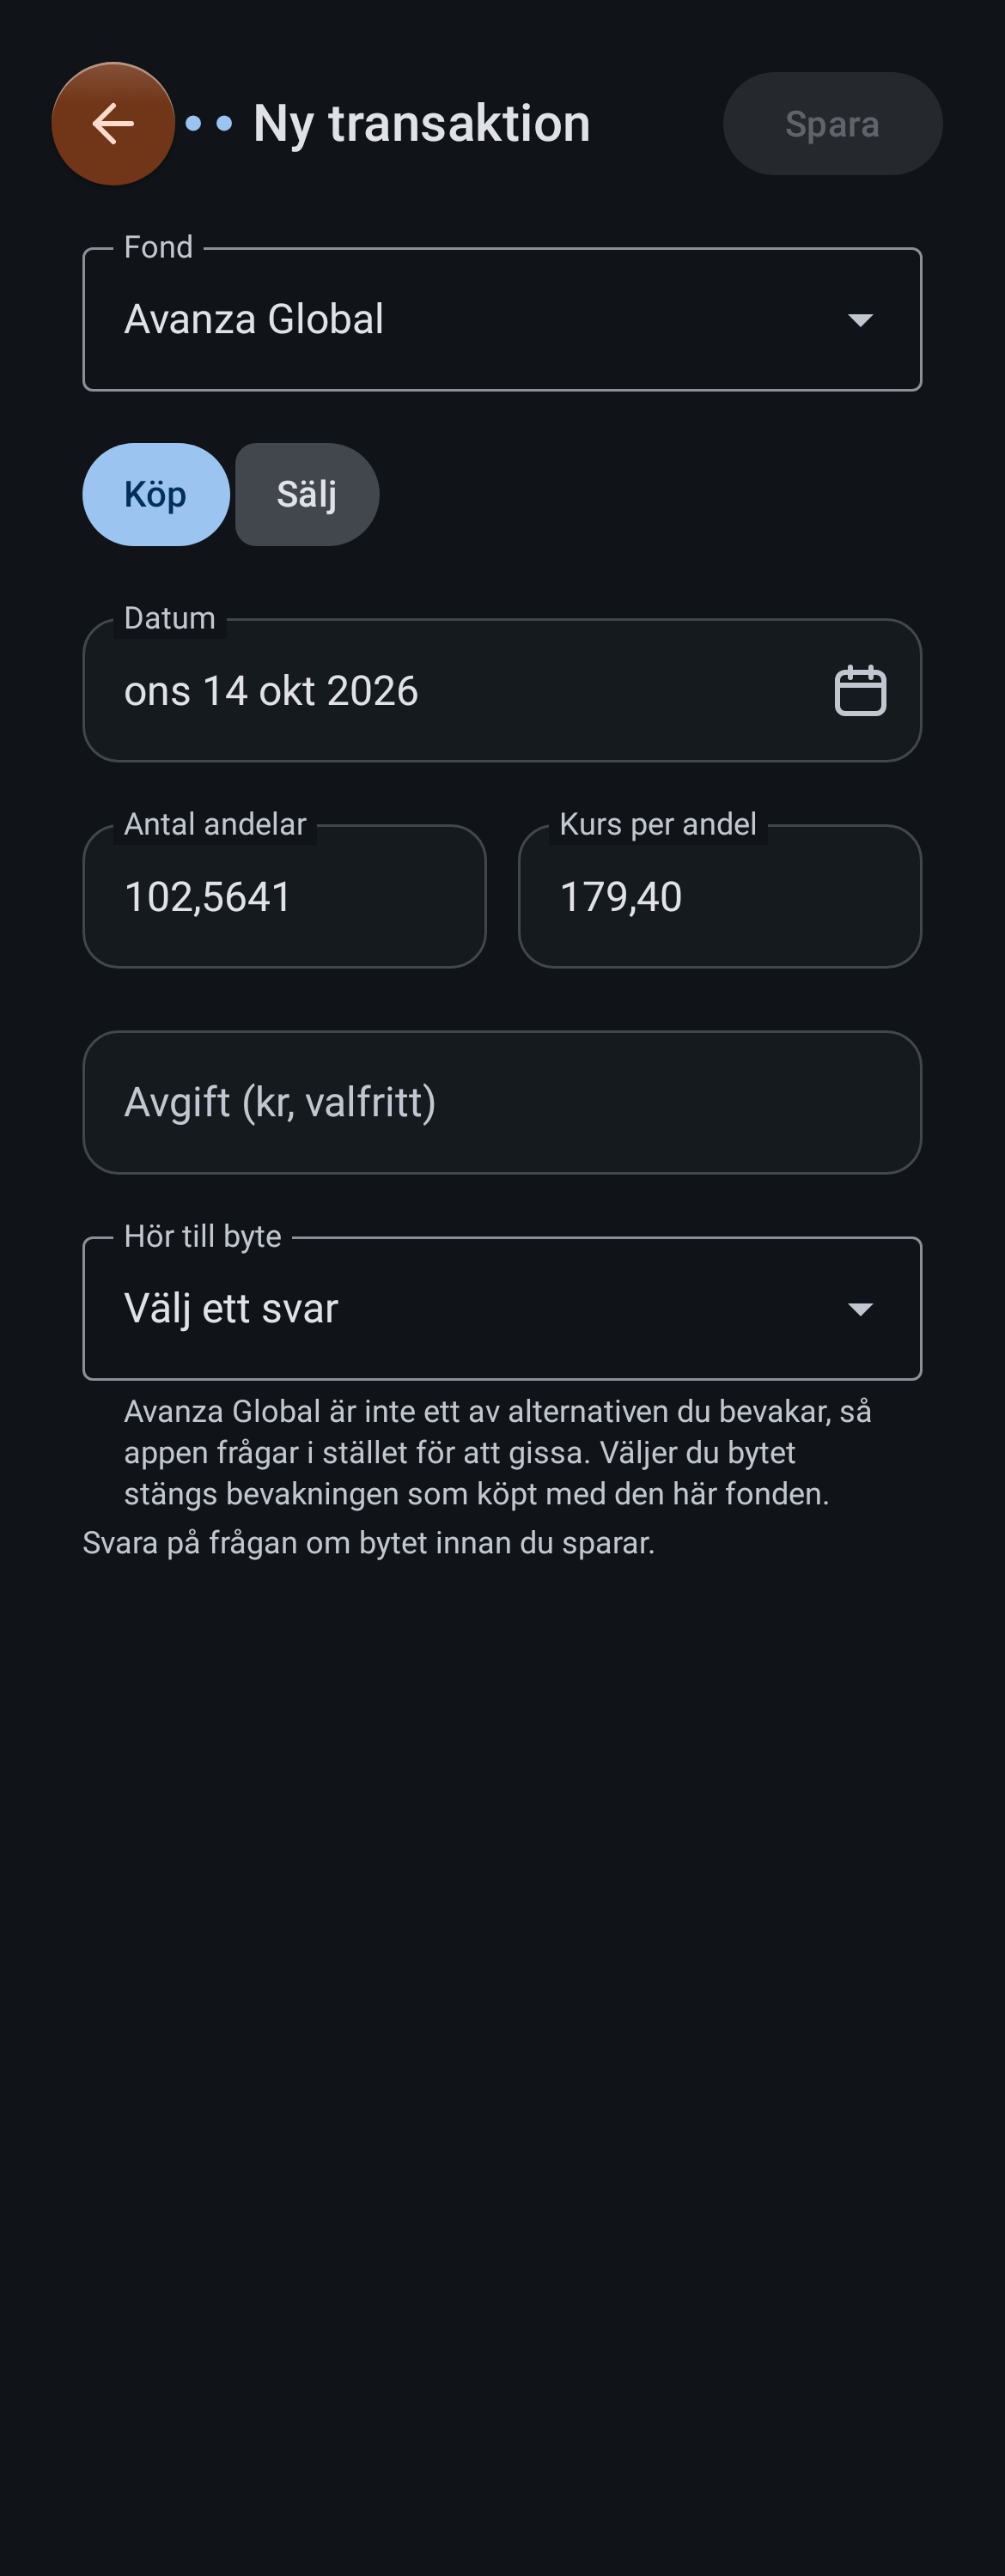 Ny transaktion
Spara
Fond
Avanza Global
Köp
Sälj
Datum
ons 14 okt 2026
Antal andelar
102,5641
Kurs per andel
179,40
Avgift (kr, valfritt)
Hör till byte
Välj ett svar
Avanza Global är inte ett av alternativen du bevakar, så
appen frågar i stället för att gissa. Väljer du bytet
stängs bevakningen som köpt med den här fonden.
Svara på frågan om bytet innan du sparar.